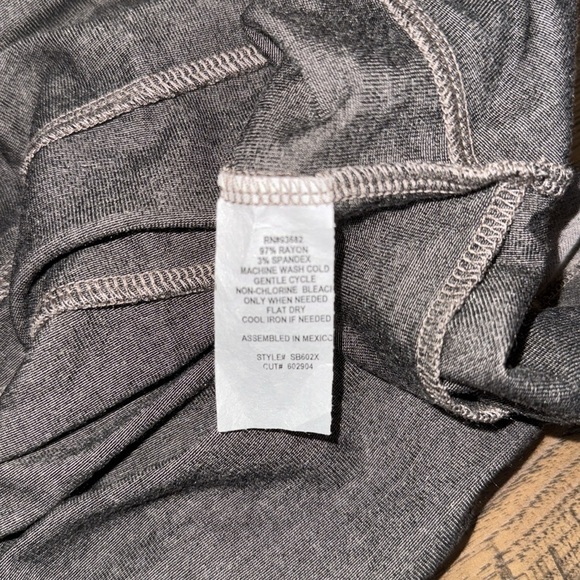 RN#93682
97% RAYON
3% SPANDEX
MACHINE WASH COLD
GENTLE CYCLE
NON-CHLORINE BLEACH
ONLY WHEN NEEDED
FLAT DRY
COOL IRON IF NEEDED
ASSEMBLED IN MEXICO
STYLE# SB602X
CUT# 602904